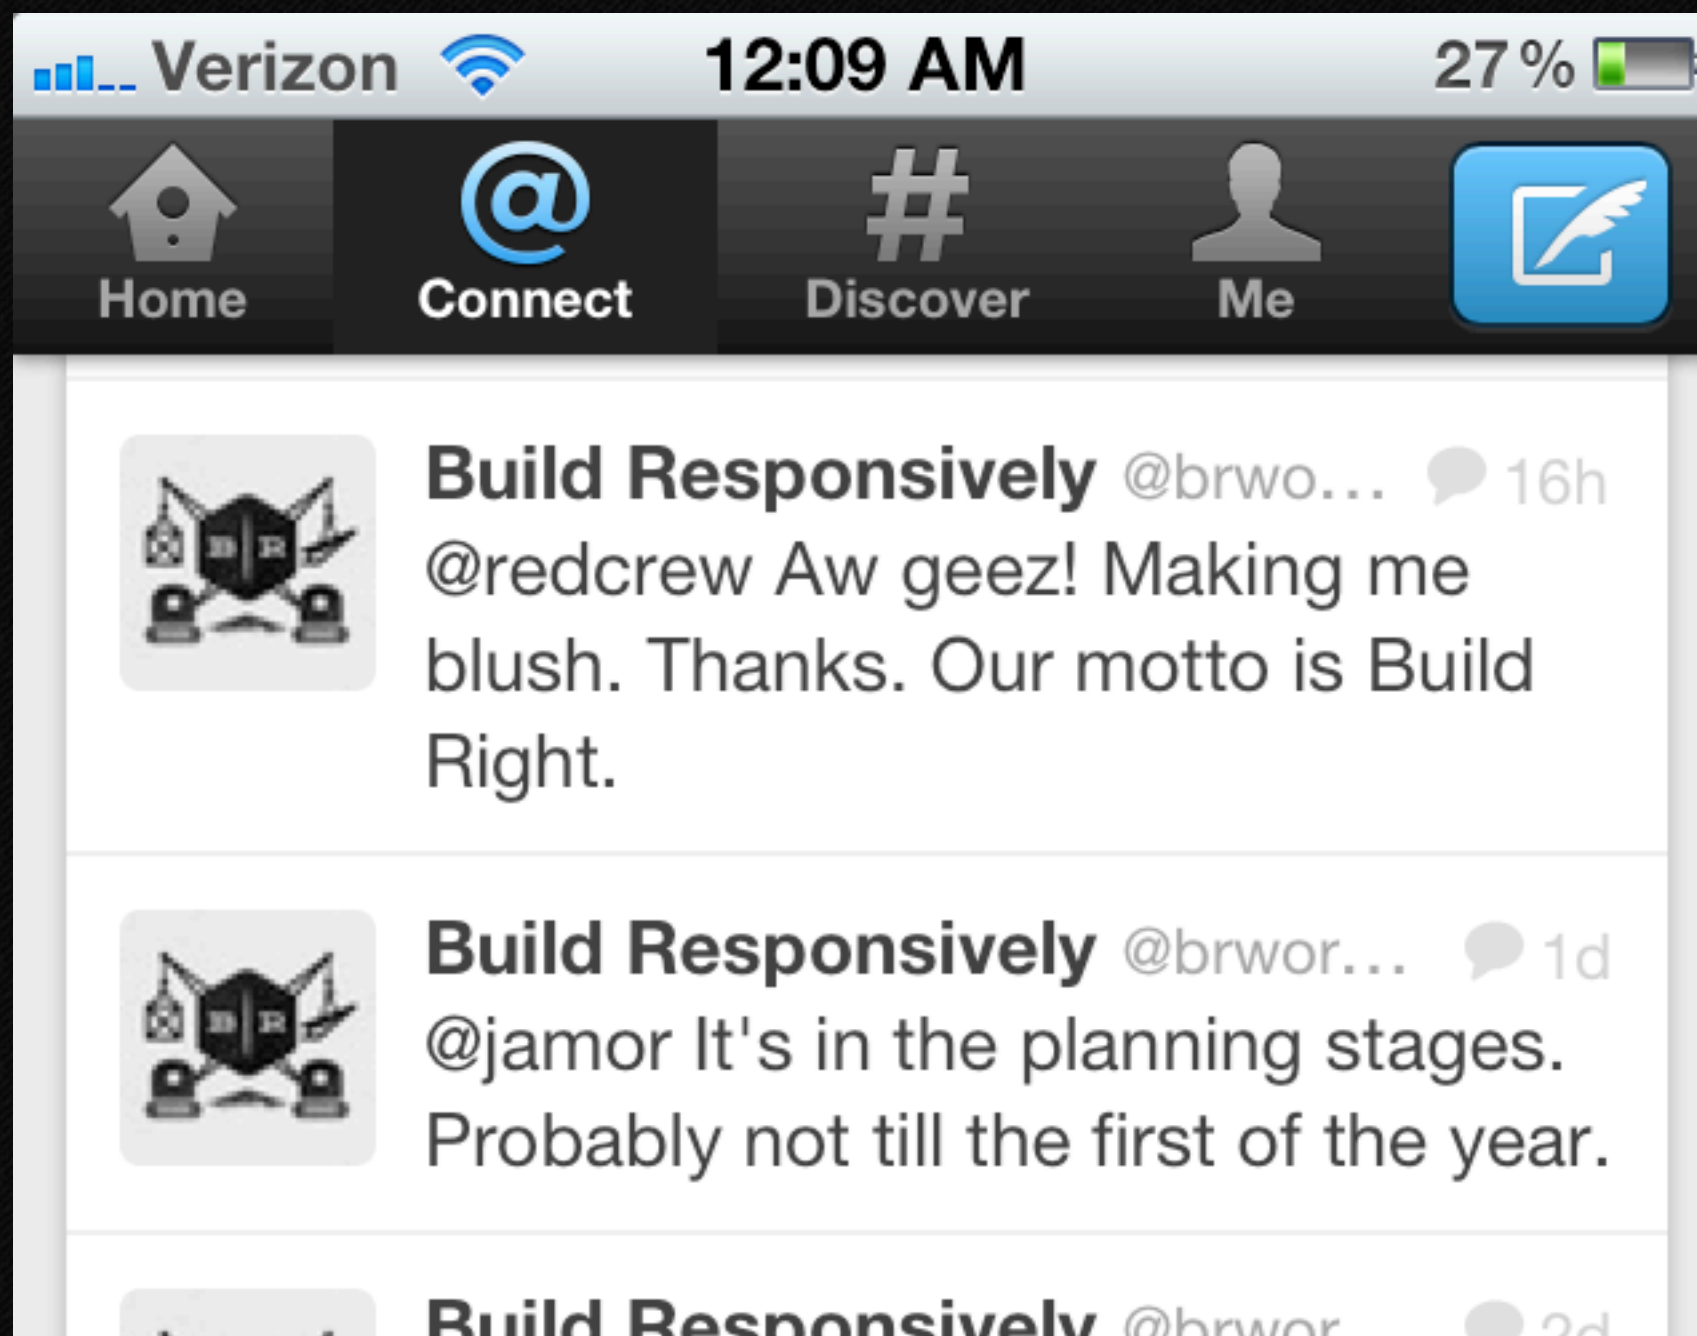 Verizon 12:09 AM 27%
Home Connect Discover Me
Build Responsively @brwo... 16h
@redcrew Aw geez! Making me
blush. Thanks. Our motto is Build
Right.
Build Responsively @brwor... 1d
@jamor It's in the planning stages.
Probably not till the first of the year.
Build Responsively @brwor... 2d